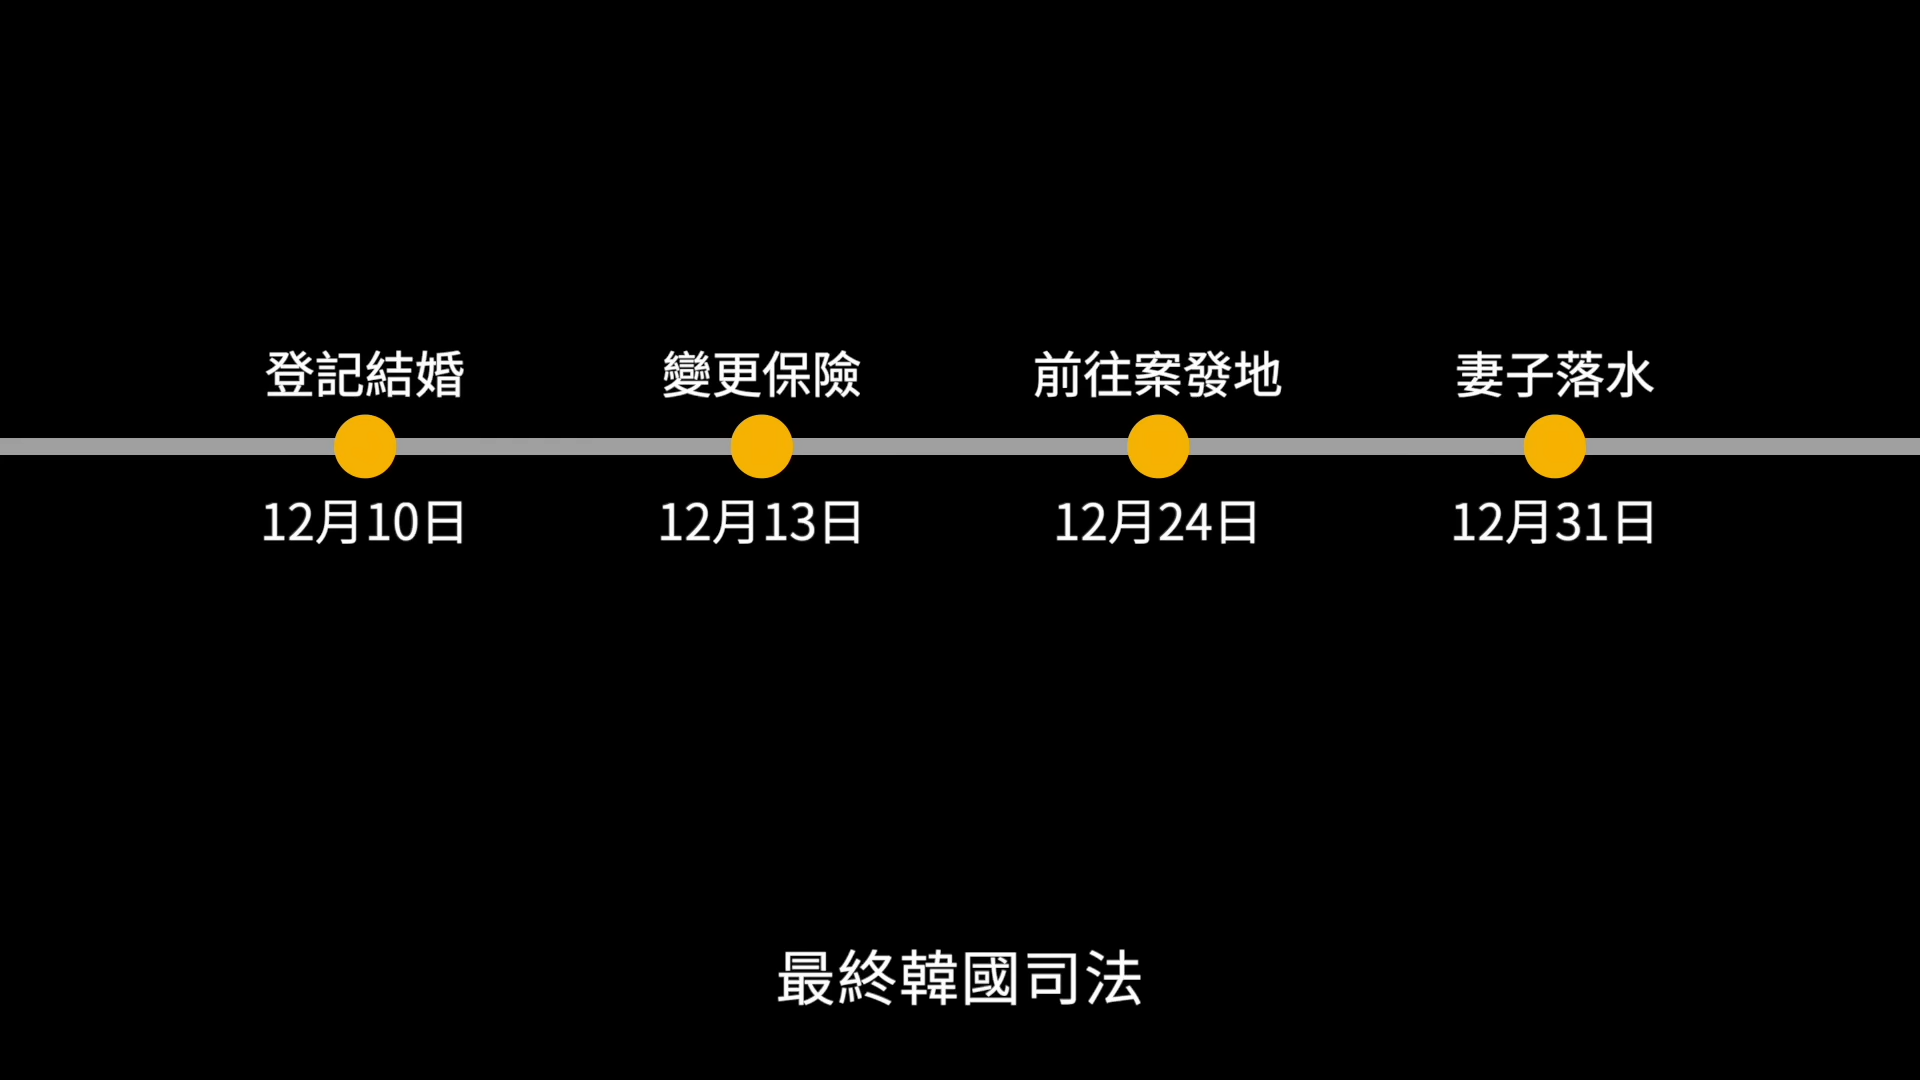 登記結婚
變更保險
前往案發地
妻子落水
12月10日
12月13日
12月24日
12月31日
最終韓國司法